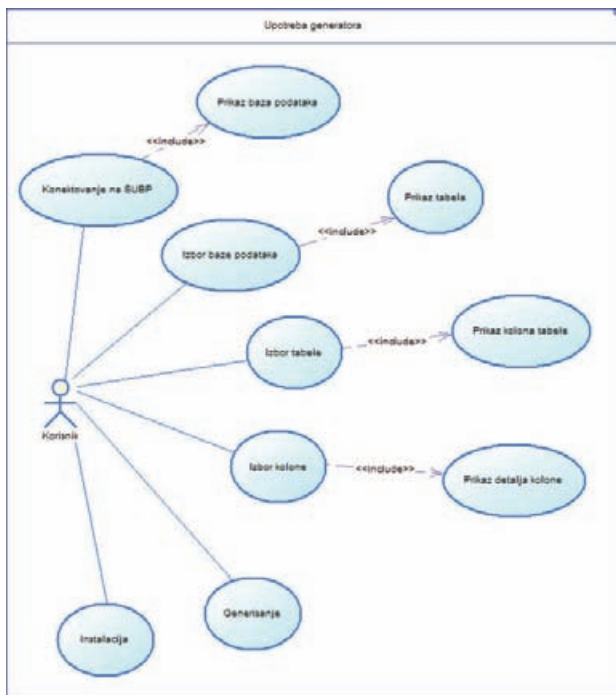 Upotreba generatora
Prikaz baza podataka
<<include>>
Konektovanje na SUBP
Prikaz tabela
<<include>>
Izbor baze podataka
Prikaz kolona tabele
<<include>>
Izbor tabele
Korisnik
Izbor kolone
<<include>>
Prikaz detalja kolone
Generisanje
Instalacija